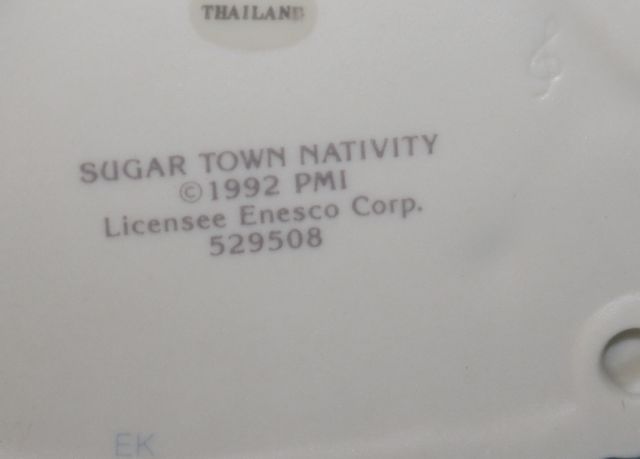 THAILAND
SUGAR TOWN NATIVITY
©1992 PMI
Licensee Enesco Corp.
529508
EK